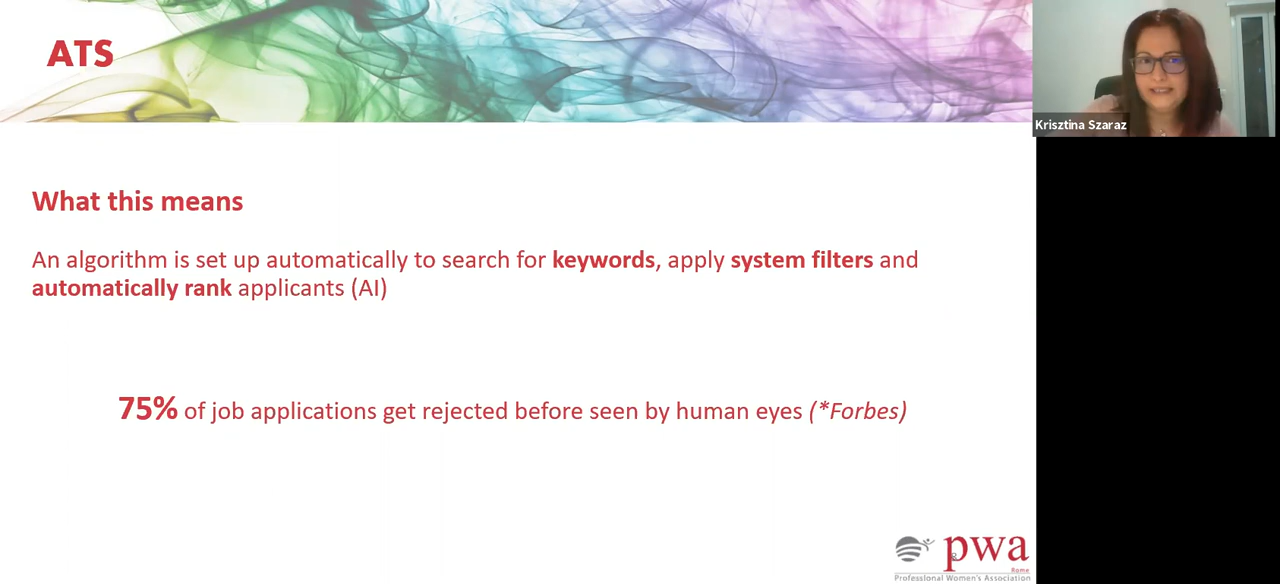 ATS
Krisztina Szaraz
What this means
An algorithm is set up automatically to search for keywords, apply system filters and
automatically rank applicants (AI)
75% of job applications get rejected before seen by human eyes (*Forbes)
pwa
Rome
Professional Women's Association